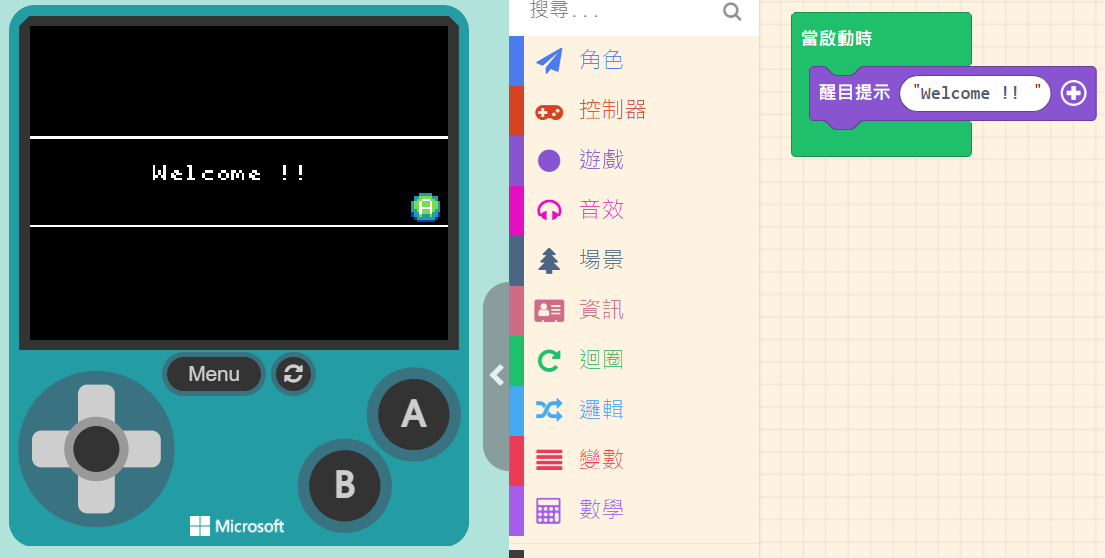 Welcome !!
A
Menu
A
B
Microsoft
搜尋...
角色
控制器
遊戲
音效
場景
資訊
迴圈
邏輯
變數
數學
當啟動時
醒目提示 "Welcome !! "